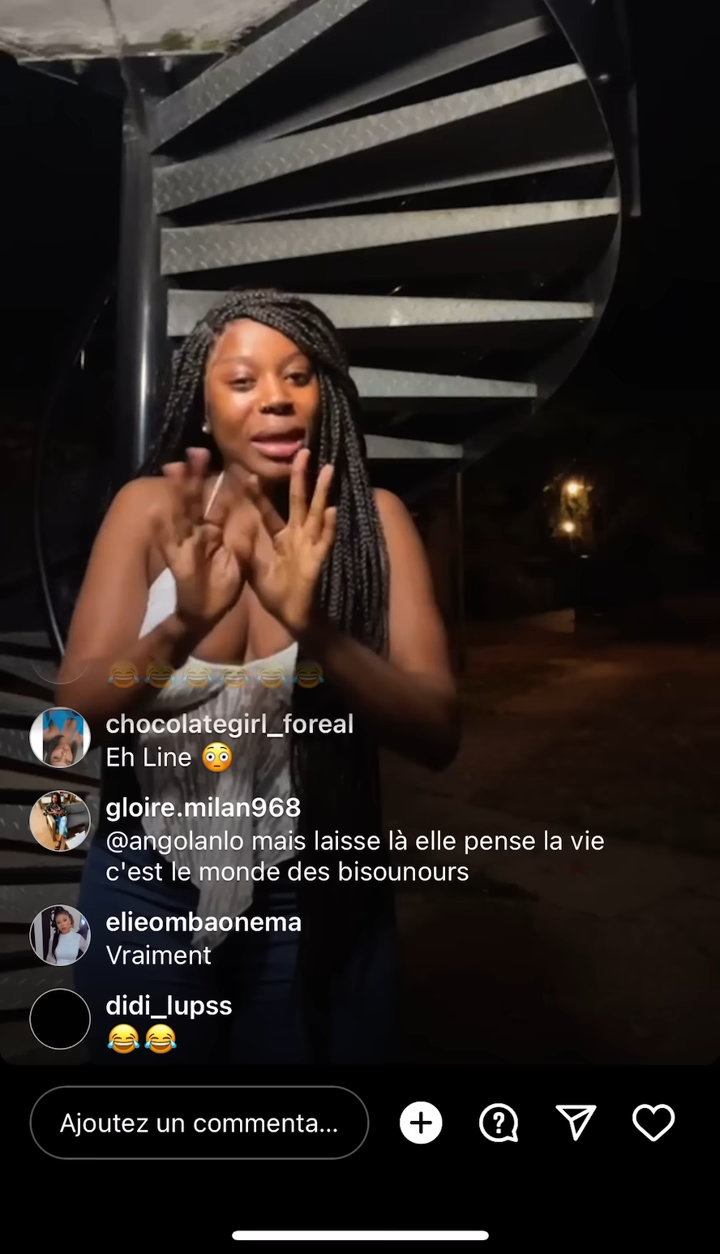 😂😂😂😂😂😂
chocolategirl_foreal
Eh Line 😳
gloire.milan968
@angolanlo mais laisse là elle pense la vie
c'est le monde des bisounours
elieombaonema
Vraiment
didi_lupss
😂😂
Ajoutez un commenta...